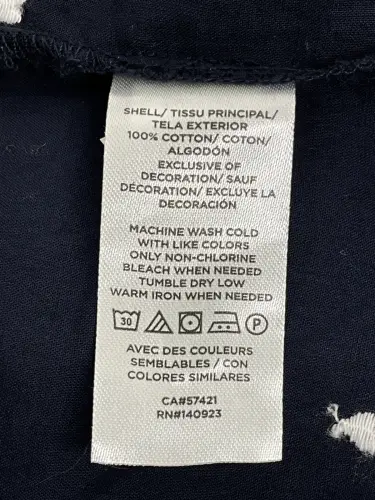 SHELL/ TISSU PRINCIPAL/
TELA EXTERIOR
100% COTTON/ COTON/
ALGODÓN
EXCLUSIVE OF
DECORATION/ SAUF
DÉCORATION/ EXCLUYE LA
DECORACIÓN
MACHINE WASH COLD
WITH LIKE COLORS
ONLY NON-CHLORINE
BLEACH WHEN NEEDED
TUMBLE DRY LOW
WARM IRON WHEN NEEDED
30 P
AVEC DES COULEURS
SEMBLABLES / CON
COLORES SIMILARES
CA#57421
RN#140923